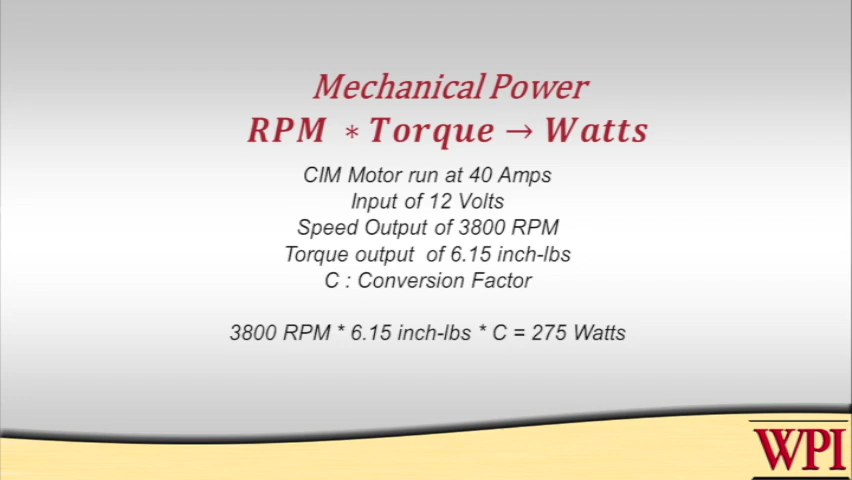 Mechanical Power
RPM * Torque → Watts
CIM Motor run at 40 Amps
Input of 12 Volts
Speed Output of 3800 RPM
Torque output of 6.15 inch-lbs
C : Conversion Factor
3800 RPM * 6.15 inch-lbs * C = 275 Watts
WPI